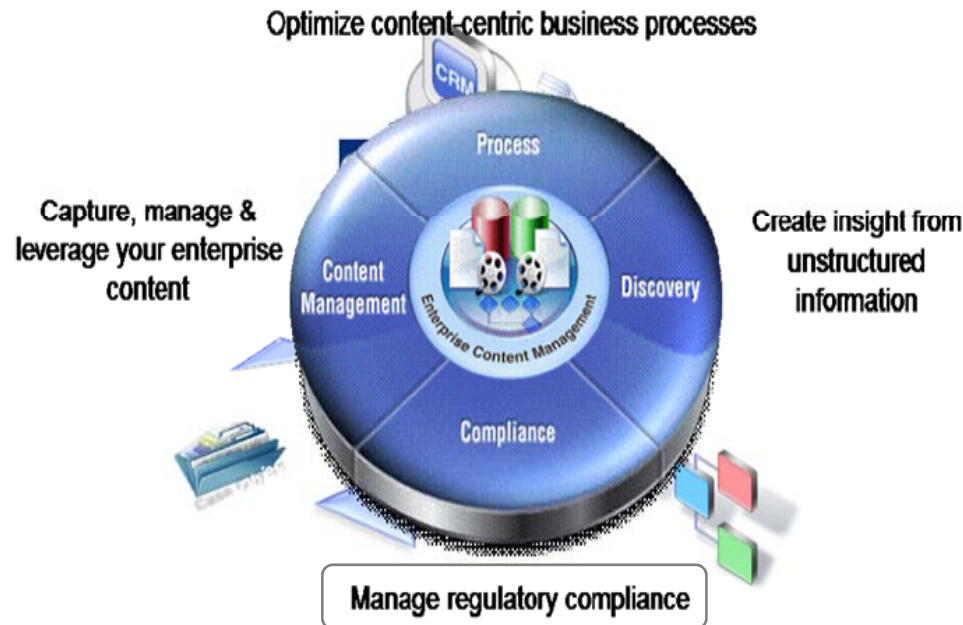 Optimize content-centric business processes
CRM
Process
Capture, manage &
leverage your enterprise
content
Content
Management
Discovery
Create insight from
unstructured
information
Enterprise Content Management
Compliance
Manage regulatory compliance